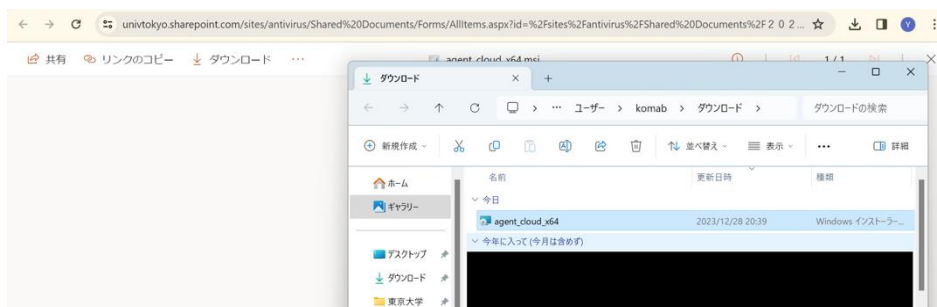 univtokyo.sharepoint.com/sites/antivirus/Shared%20Documents/Forms/AllItems.aspx?id=%2Fsites%2Fantivirus%2FShared%20Documents%2F２０２...
Y
共有 リンクのコピー ダウンロード ...
agent_cloud_x64.msi
1 / 1
ダウンロード
ユーザー > komab > ダウンロード >
ダウンロードの検索
新規作成
並べ替え
表示
...
詳細
ホーム
ギャラリー
デスクトップ
ダウンロード
東京大学
名前 更新日時 種類
今日
agent_cloud_x64 2023/12/28 20:39 Windows インストーラー...
今年に入って (今月は含めず)